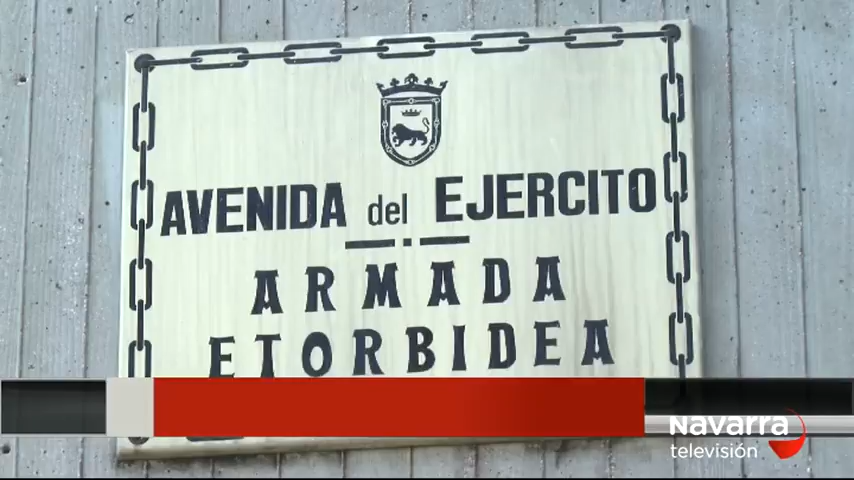 AVENIDA del EJERCITO
ARMADA
ETORBIDEA
Navarra
televisión